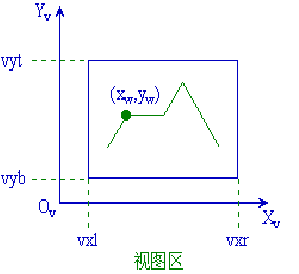 Yv
vyt
(xw,yw)
vyb
Ov
Xv
vxl vxr
视图区